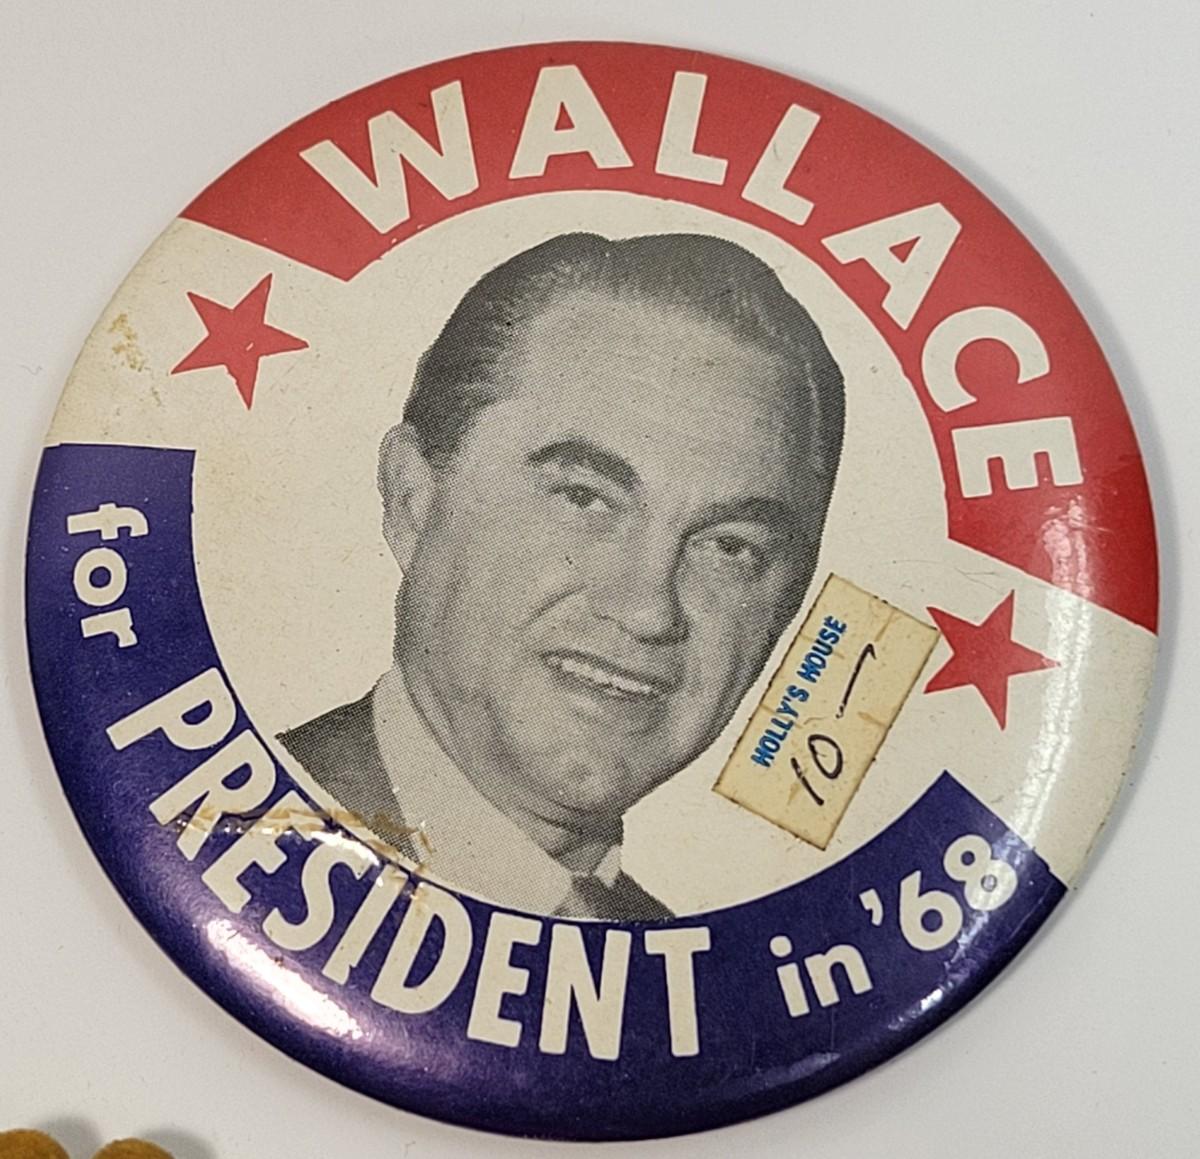 WALLACE
for PRESIDENT in '68
HOLLY'S HOUSE
10 —